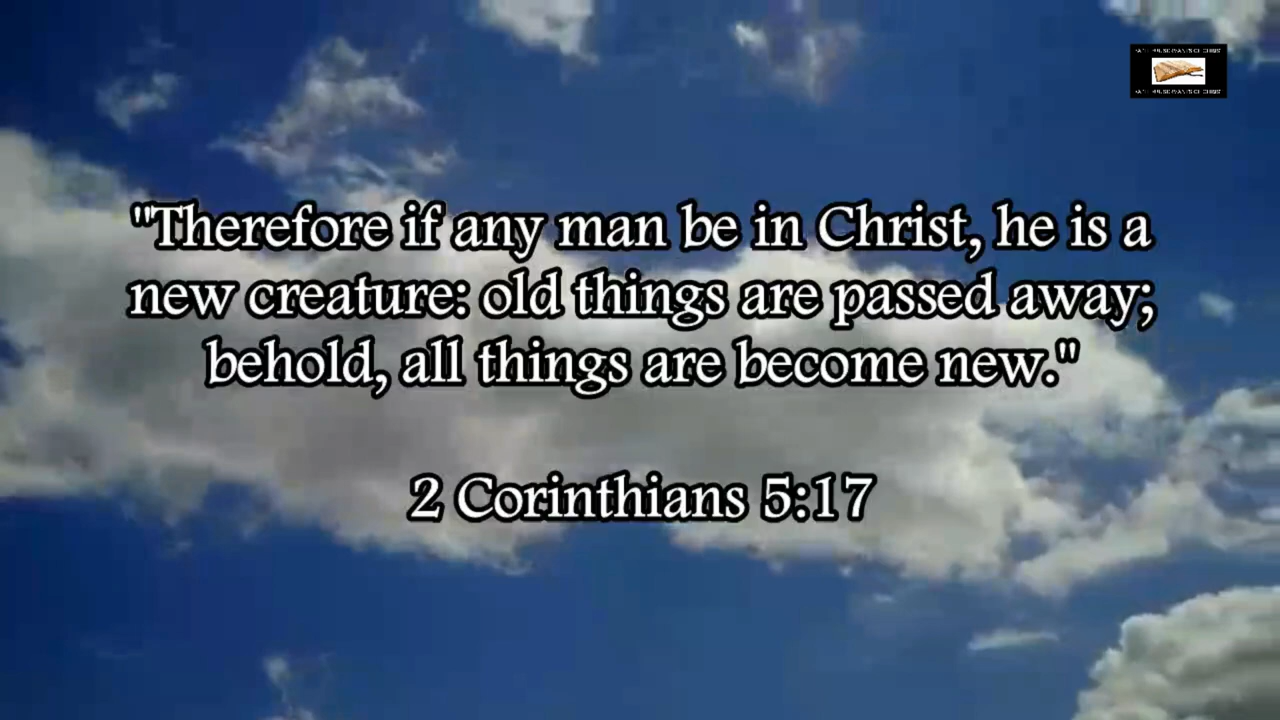 "Therefore if any man be in Christ, he is a
new creature: old things are passed away;
behold, all things are become new."
2 Corinthians 5:17